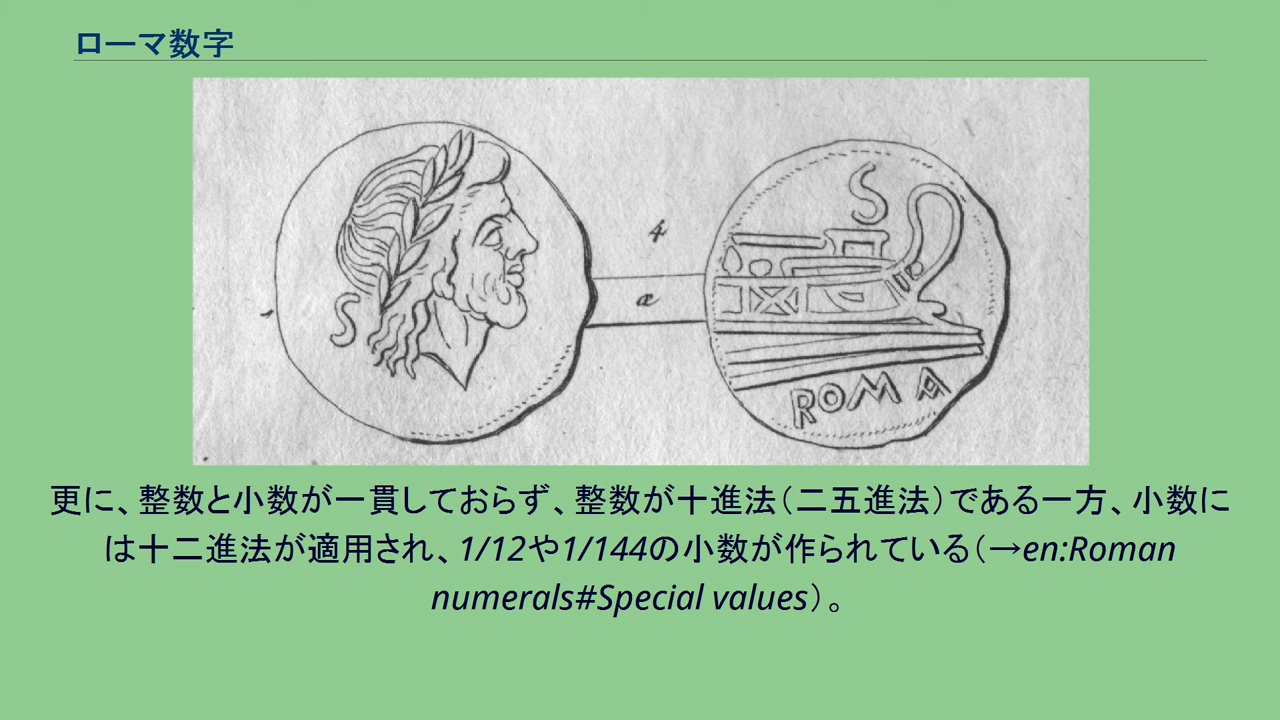 ローマ数字
S
4
S
æ
ROMA
更に、整数と小数が一貫しておらず、整数が十進法（二五進法）である一方、小数に
は十二進法が適用され、1/12や1/144の小数が作られている（→en:Roman
numerals#Special values）。